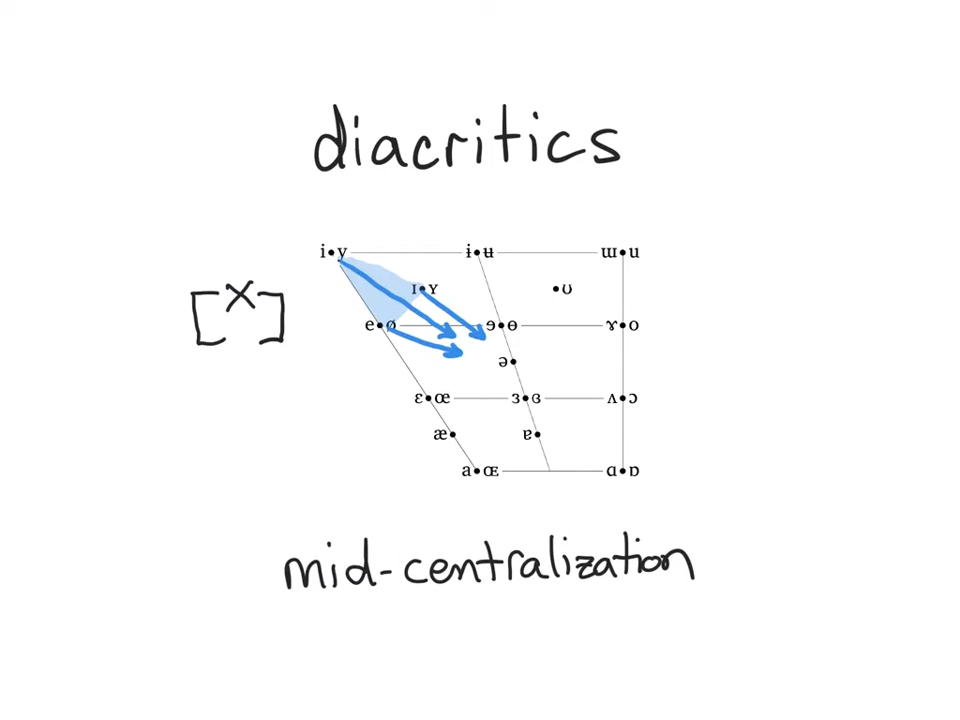 diacritics
i•y ɨ•ʉ ɯ•u
ɪ•ʏ •ʊ
[ˣ]
e•ø ɘ•ɵ ɤ•o
ə•
ɛ•œ ɜ•ɞ ʌ•ɔ
æ• ɐ•
a•ɶ ɑ•ɒ
mid-centralization